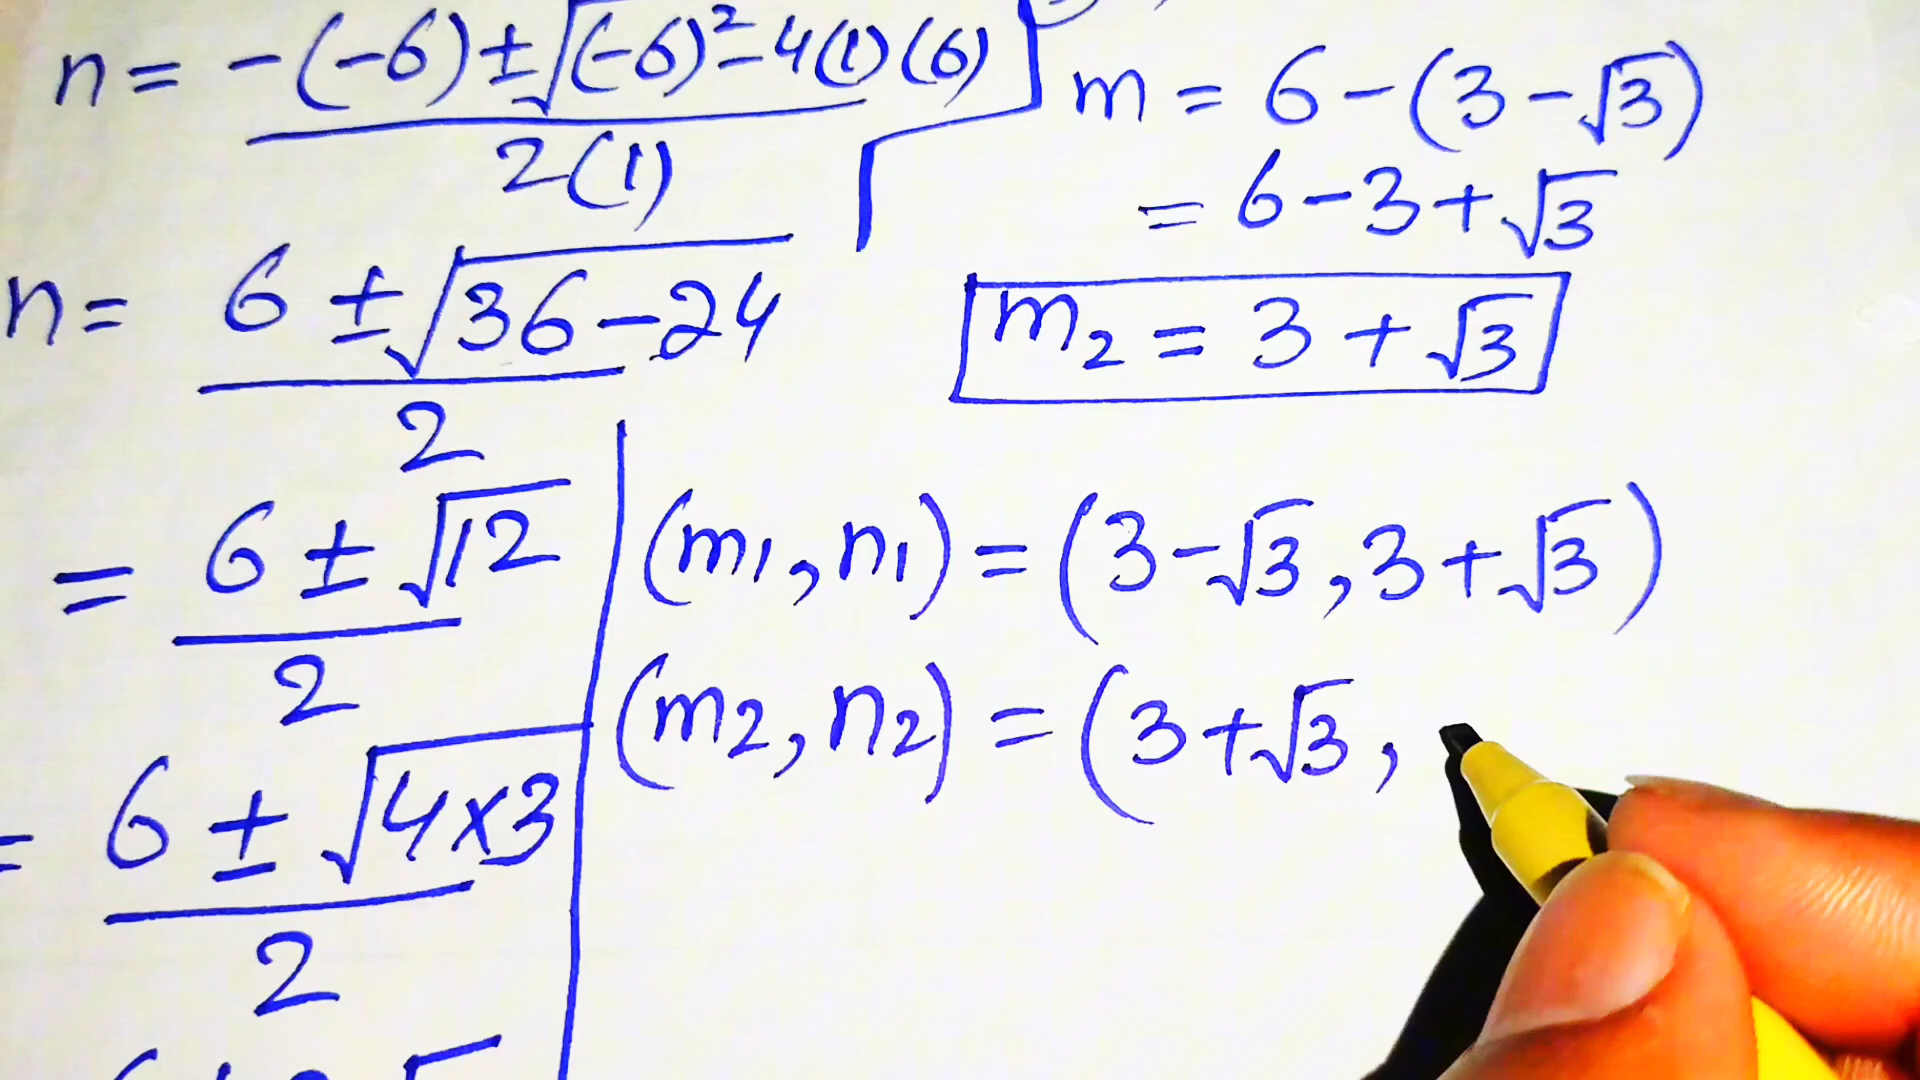 n = -(-6) ± √(-6)² - 4(1)(6)
2(1)
n = 6 ± √36 - 24
2
= 6 ± √12
2
= 6 ± √4 × 3
2
m = 6 - (3 - √3)
= 6 - 3 + √3
m₂ = 3 + √3
(m₁, n₁) = (3 - √3, 3 + √3)
(m₂, n₂) = (3 + √3,